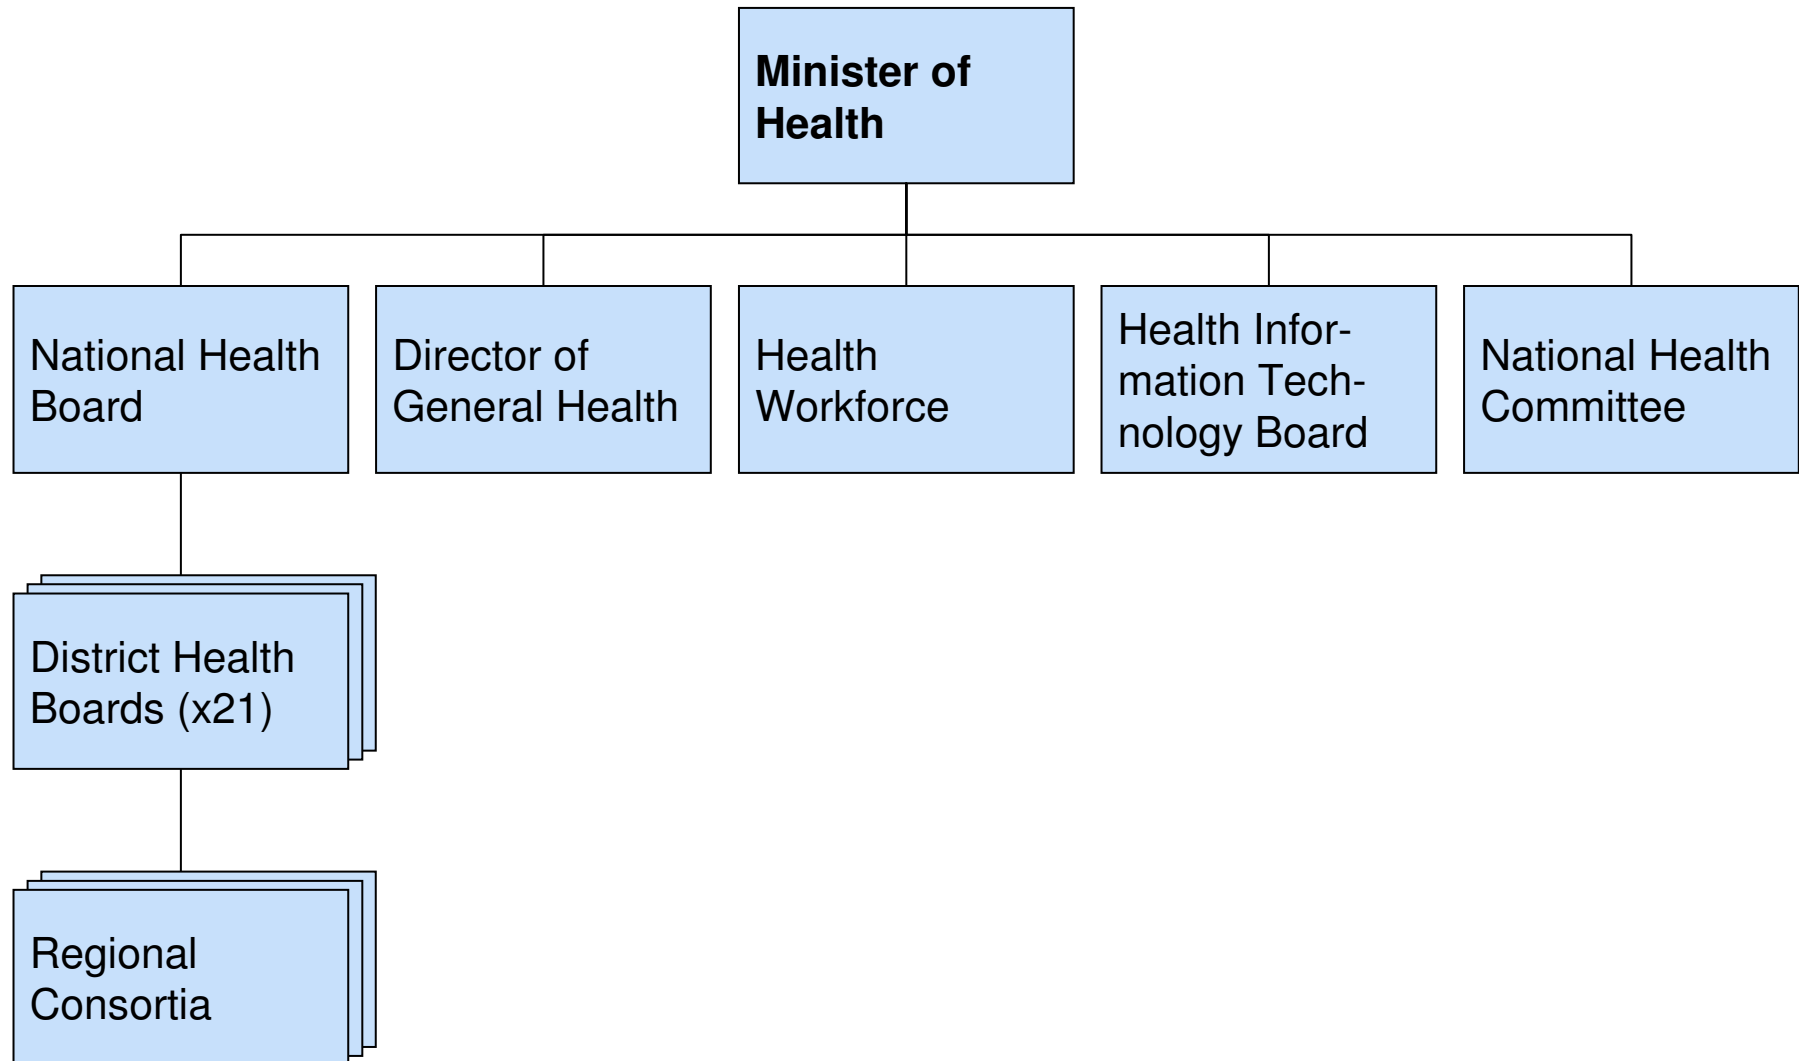 Minister of
Health
National Health
Board
Director of
General Health
Health
Workforce
Health Infor-
mation Tech-
nology Board
National Health
Committee
District Health
Boards (x21)
Regional
Consortia